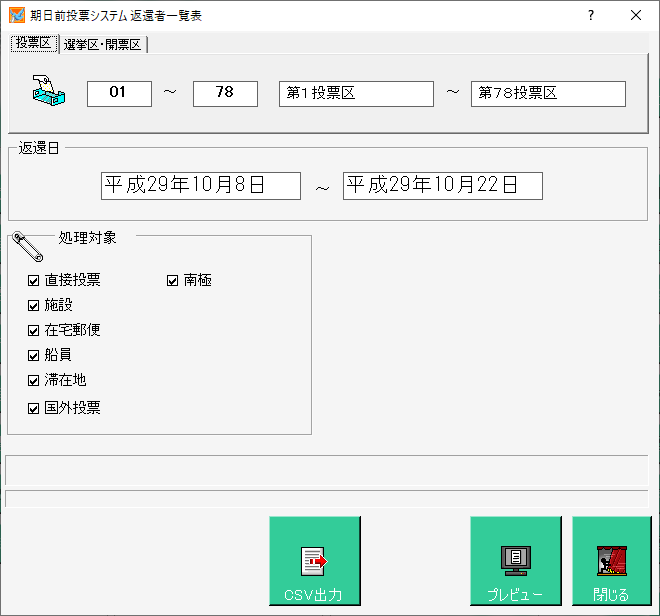 期日前投票システム 返還者一覧表
投票区 選挙区・開票区
01 ～ 78 第１投票区 ～ 第７８投票区
返還日
平成29年10月8日 ～ 平成29年10月22日
処理対象
直接投票 南極
施設
在宅郵便
船員
滞在地
国外投票
CSV出力 プレビュー 閉じる